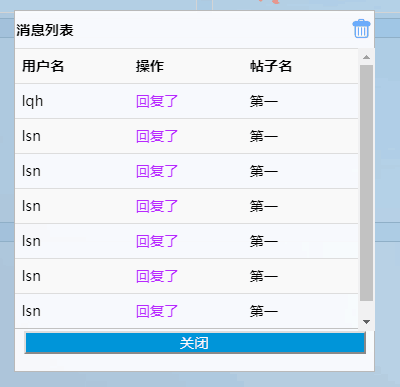 消息列表
用户名 操作 帖子名
lqh 回复了 第一
lsn 回复了 第一
lsn 回复了 第一
lsn 回复了 第一
lsn 回复了 第一
lsn 回复了 第一
lsn 回复了 第一
关闭